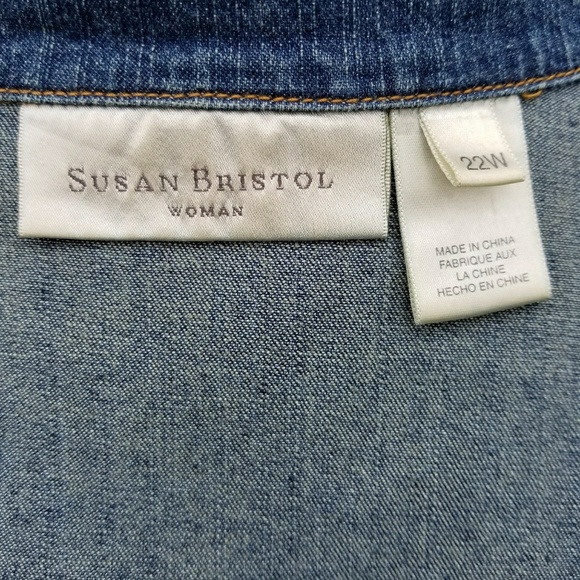 SUSAN BRISTOL
WOMAN
22W
MADE IN CHINA
FABRIQUE AUX
LA CHINE
HECHO EN CHINE